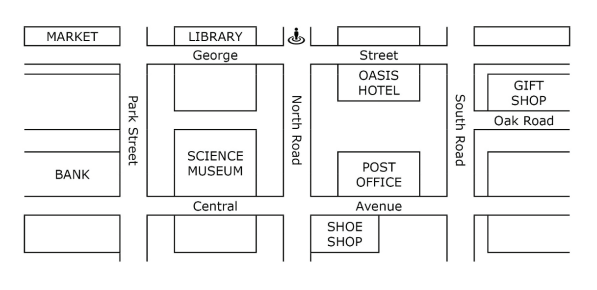 MARKET
LIBRARY
George
Street
OASIS
HOTEL
GIFT
SHOP
Park Street
North Road
South Road
Oak Road
SCIENCE
MUSEUM
BANK
POST
OFFICE
Central
Avenue
SHOE
SHOP